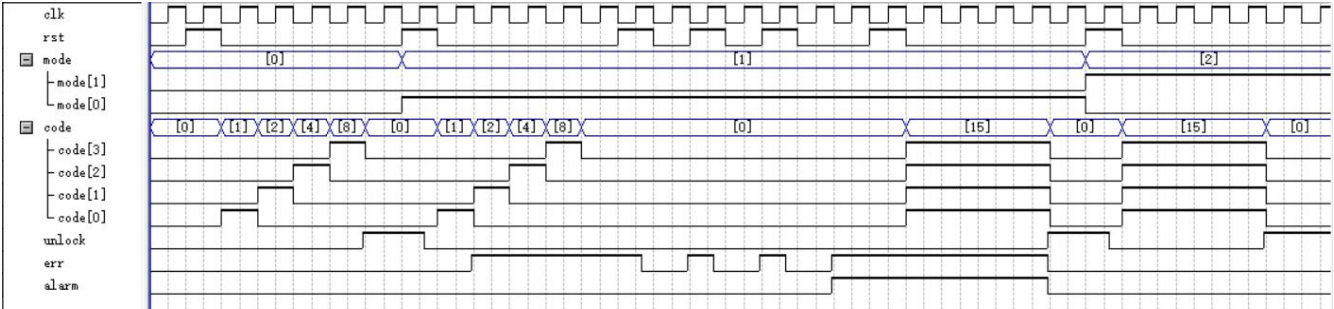 clk
rst
mode [0] [1] [2]
mode[1]
mode[0]
code [0] [1] [2] [4] [8] [0] [1] [2] [4] [8] [0] [15] [0] [15] [0]
code[3]
code[2]
code[1]
code[0]
unlock
err
alarm